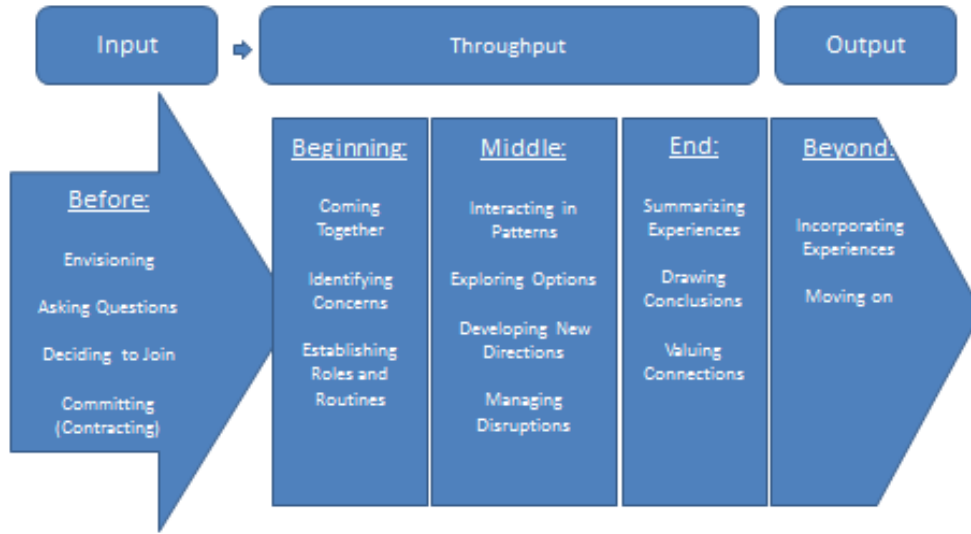 Input
Throughput
Output
Before:
Envisioning
Asking Questions
Deciding to Join
Committing
(Contracting)
Beginning:
Coming
Together
Identifying
Concerns
Establishing
Roles and
Routines
Middle:
Interacting in
Patterns
Exploring Options
Developing New
Directions
Managing
Disruptions
End:
Summarizing
Experiences
Drawing
Conclusions
Valuing
Connections
Beyond:
Incorporating
Experiences
Moving on